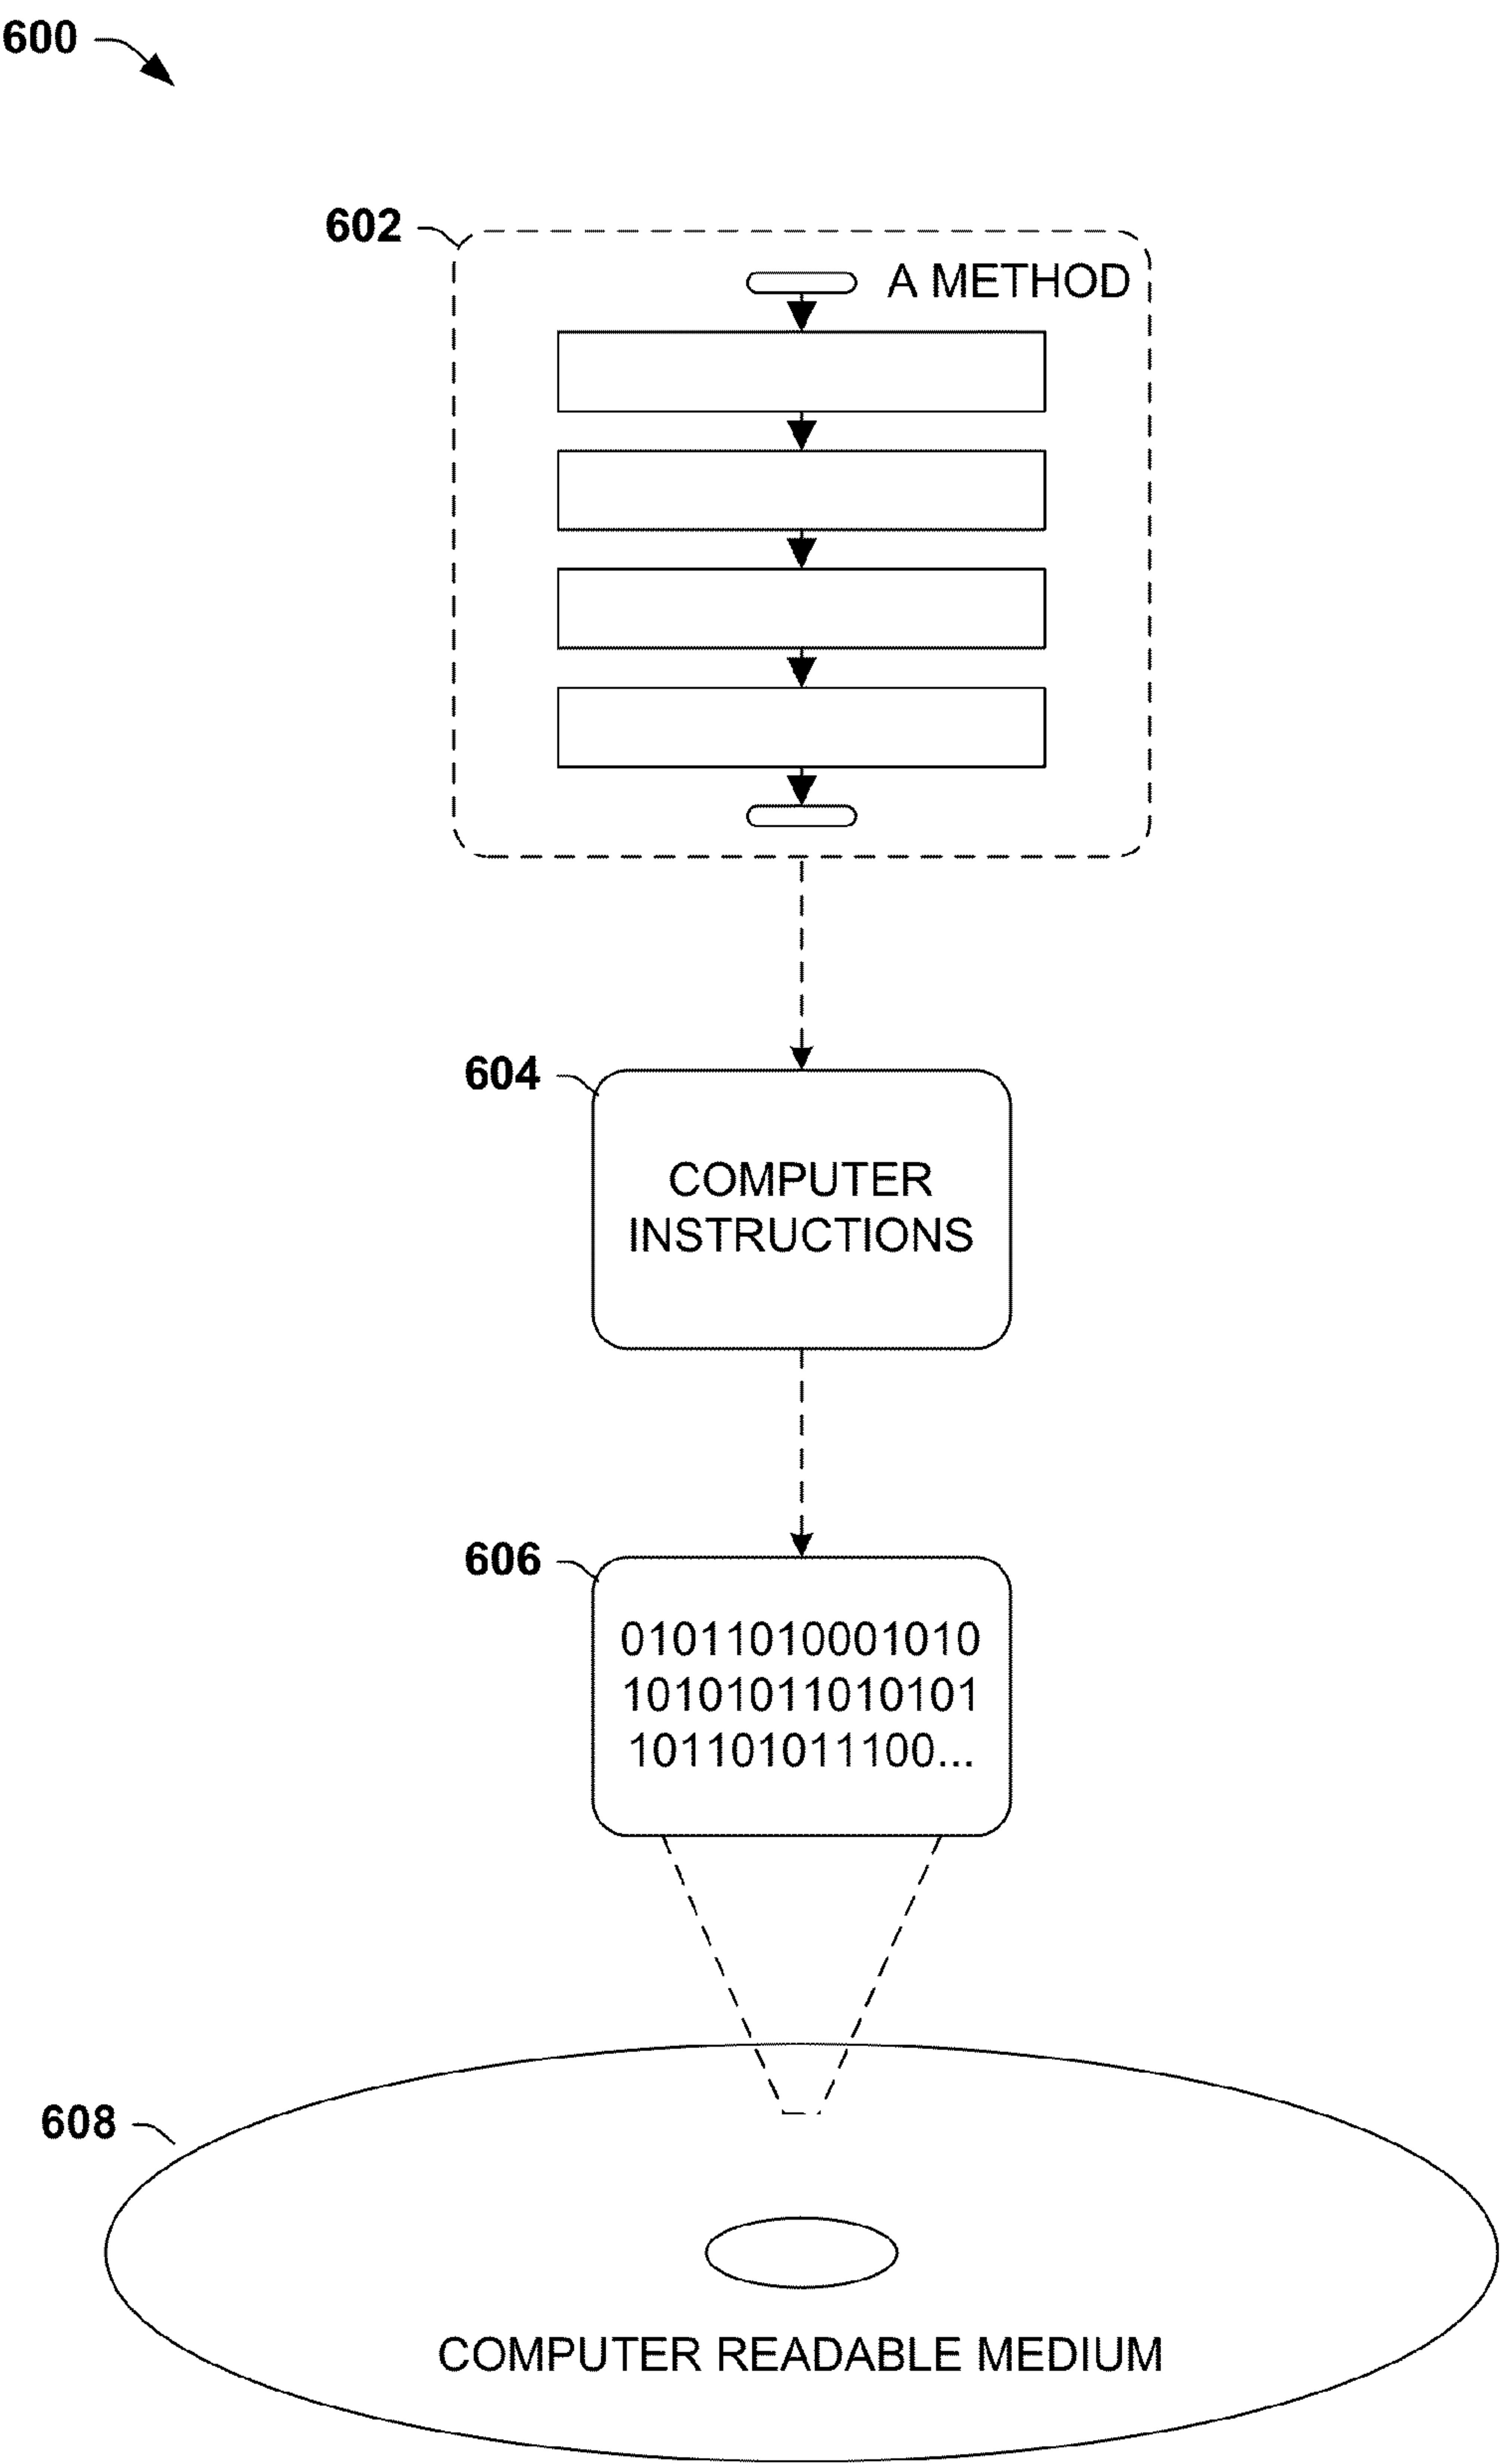 600
602
A METHOD
604
COMPUTER
INSTRUCTIONS
606
01011010001010
10101011010101
101101011100...
608
COMPUTER READABLE MEDIUM